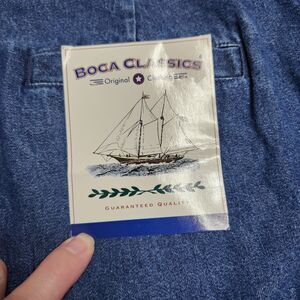 BOCA CLASSICS
Original Clothing
GUARANTEED QUALITY